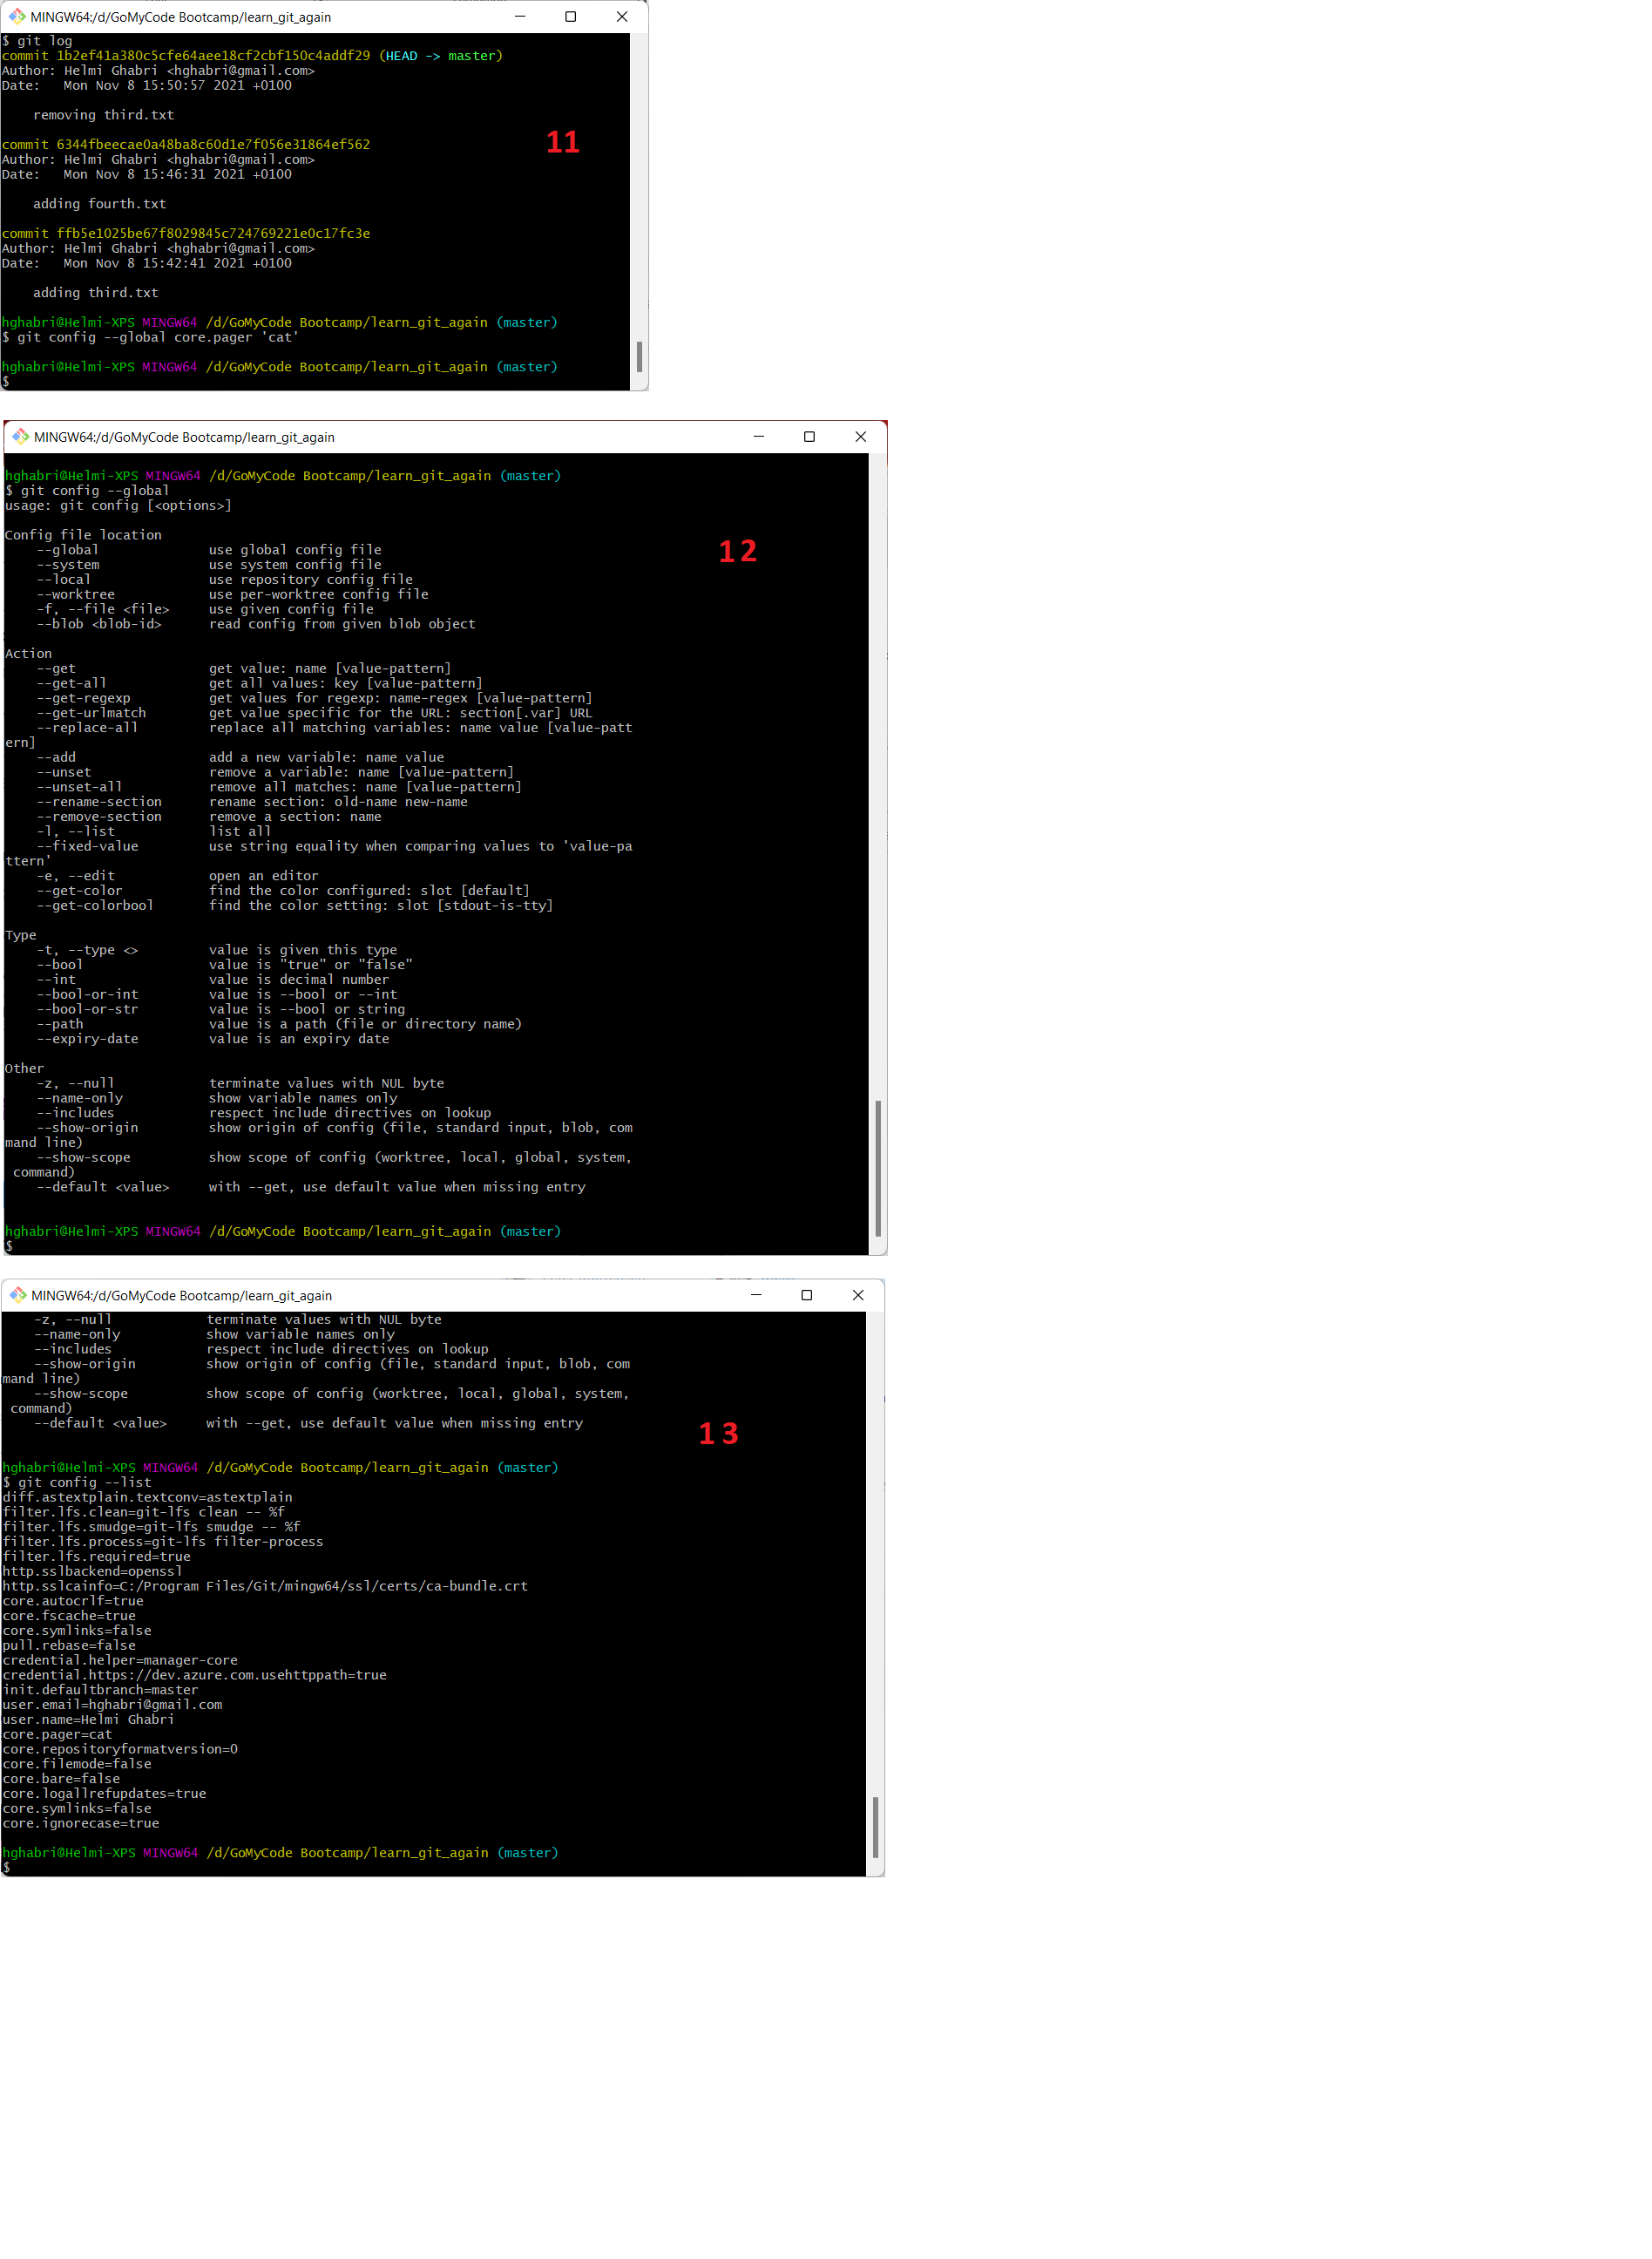 MINGW64:/d/GoMyCode Bootcamp/learn_git_again
$ git log
commit 1b2ef41a380c5cfe64aee18cf2cbf150c4addf29 (HEAD -> master)
Author: Helmi Ghabri <hghabri@gmail.com>
Date:   Mon Nov 8 15:50:57 2021 +0100
    removing third.txt
11
commit 6344fbeecae0a48ba8c60d1e7f056e31864ef562
Author: Helmi Ghabri <hghabri@gmail.com>
Date:   Mon Nov 8 15:46:31 2021 +0100
    adding fourth.txt
commit ffb5e1025be67f8029845c724769221e0c17fc3e
Author: Helmi Ghabri <hghabri@gmail.com>
Date:   Mon Nov 8 15:42:41 2021 +0100
    adding third.txt
hghabri@Helmi-XPS MINGW64 /d/GoMyCode Bootcamp/learn_git_again (master)
$ git config --global core.pager 'cat'
hghabri@Helmi-XPS MINGW64 /d/GoMyCode Bootcamp/learn_git_again (master)
$
MINGW64:/d/GoMyCode Bootcamp/learn_git_again
hghabri@Helmi-XPS MINGW64 /d/GoMyCode Bootcamp/learn_git_again (master)
$ git config --global
usage: git config [<options>]
Config file location
12
    --global              use global config file
    --system              use system config file
    --local               use repository config file
    --worktree            use per-worktree config file
    -f, --file <file>     use given config file
    --blob <blob-id>      read config from given blob object
Action
    --get                 get value: name [value-pattern]
    --get-all             get all values: key [value-pattern]
    --get-regexp          get values for regexp: name-regex [value-pattern]
    --get-urlmatch        get value specific for the URL: section[.var] URL
    --replace-all         replace all matching variables: name value [value-patt
ern]
    --add                 add a new variable: name value
    --unset               remove a variable: name [value-pattern]
    --unset-all           remove all matches: name [value-pattern]
    --rename-section      rename section: old-name new-name
    --remove-section      remove a section: name
    -l, --list            list all
    --fixed-value         use string equality when comparing values to 'value-pa
ttern'
    -e, --edit            open an editor
    --get-color           find the color configured: slot [default]
    --get-colorbool       find the color setting: slot [stdout-is-tty]
Type
    -t, --type <>         value is given this type
    --bool                value is "true" or "false"
    --int                 value is decimal number
    --bool-or-int         value is --bool or --int
    --bool-or-str         value is --bool or string
    --path                value is a path (file or directory name)
    --expiry-date         value is an expiry date
Other
    -z, --null            terminate values with NUL byte
    --name-only           show variable names only
    --includes            respect include directives on lookup
    --show-origin         show origin of config (file, standard input, blob, com
mand line)
    --show-scope          show scope of config (worktree, local, global, system,
 command)
    --default <value>     with --get, use default value when missing entry
hghabri@Helmi-XPS MINGW64 /d/GoMyCode Bootcamp/learn_git_again (master)
$
MINGW64:/d/GoMyCode Bootcamp/learn_git_again
    -z, --null            terminate values with NUL byte
    --name-only           show variable names only
    --includes            respect include directives on lookup
    --show-origin         show origin of config (file, standard input, blob, com
mand line)
    --show-scope          show scope of config (worktree, local, global, system,
 command)
    --default <value>     with --get, use default value when missing entry
13
hghabri@Helmi-XPS MINGW64 /d/GoMyCode Bootcamp/learn_git_again (master)
$ git config --list
diff.astextplain.textconv=astextplain
filter.lfs.clean=git-lfs clean -- %f
filter.lfs.smudge=git-lfs smudge -- %f
filter.lfs.process=git-lfs filter-process
filter.lfs.required=true
http.sslbackend=openssl
http.sslcainfo=C:/Program Files/Git/mingw64/ssl/certs/ca-bundle.crt
core.autocrlf=true
core.fscache=true
core.symlinks=false
pull.rebase=false
credential.helper=manager-core
credential.https://dev.azure.com.usehttppath=true
init.defaultbranch=master
user.email=hghabri@gmail.com
user.name=Helmi Ghabri
core.pager=cat
core.repositoryformatversion=0
core.filemode=false
core.bare=false
core.logallrefupdates=true
core.symlinks=false
core.ignorecase=true
hghabri@Helmi-XPS MINGW64 /d/GoMyCode Bootcamp/learn_git_again (master)
$